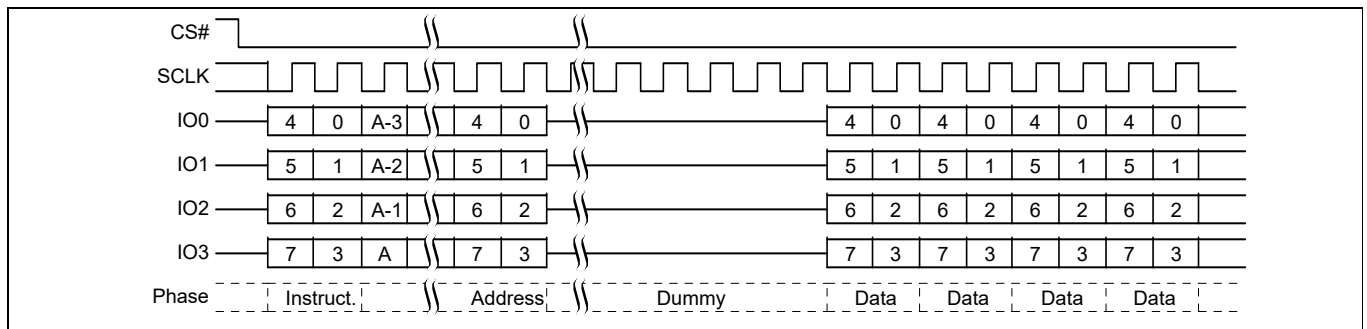 CS#
SCLK
IO0 4 0 A-3 4 0 4 0 4 0 4 0 4 0
IO1 5 1 A-2 5 1 5 1 5 1 5 1 5 1
IO2 6 2 A-1 6 2 6 2 6 2 6 2 6 2
IO3 7 3 A 7 3 7 3 7 3 7 3 7 3
Phase Instruct. Address Dummy Data Data Data Data